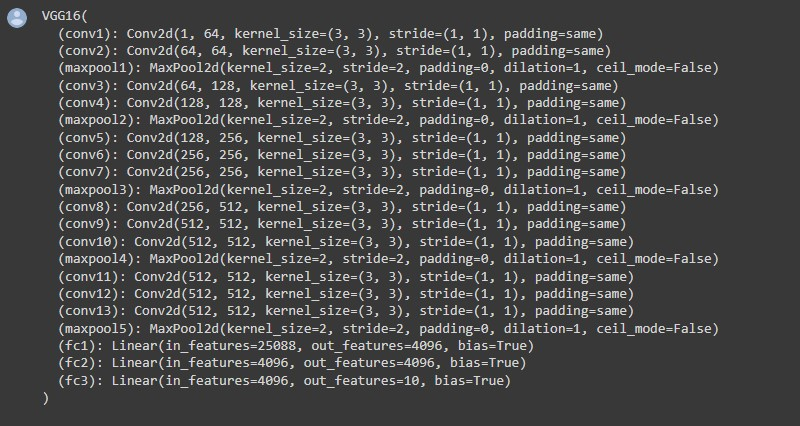 VGG16(
(conv1): Conv2d(1, 64, kernel_size=(3, 3), stride=(1, 1), padding=same)
(conv2): Conv2d(64, 64, kernel_size=(3, 3), stride=(1, 1), padding=same)
(maxpool1): MaxPool2d(kernel_size=2, stride=2, padding=0, dilation=1, ceil_mode=False)
(conv3): Conv2d(64, 128, kernel_size=(3, 3), stride=(1, 1), padding=same)
(conv4): Conv2d(128, 128, kernel_size=(3, 3), stride=(1, 1), padding=same)
(maxpool2): MaxPool2d(kernel_size=2, stride=2, padding=0, dilation=1, ceil_mode=False)
(conv5): Conv2d(128, 256, kernel_size=(3, 3), stride=(1, 1), padding=same)
(conv6): Conv2d(256, 256, kernel_size=(3, 3), stride=(1, 1), padding=same)
(conv7): Conv2d(256, 256, kernel_size=(3, 3), stride=(1, 1), padding=same)
(maxpool3): MaxPool2d(kernel_size=2, stride=2, padding=0, dilation=1, ceil_mode=False)
(conv8): Conv2d(256, 512, kernel_size=(3, 3), stride=(1, 1), padding=same)
(conv9): Conv2d(512, 512, kernel_size=(3, 3), stride=(1, 1), padding=same)
(conv10): Conv2d(512, 512, kernel_size=(3, 3), stride=(1, 1), padding=same)
(maxpool4): MaxPool2d(kernel_size=2, stride=2, padding=0, dilation=1, ceil_mode=False)
(conv11): Conv2d(512, 512, kernel_size=(3, 3), stride=(1, 1), padding=same)
(conv12): Conv2d(512, 512, kernel_size=(3, 3), stride=(1, 1), padding=same)
(conv13): Conv2d(512, 512, kernel_size=(3, 3), stride=(1, 1), padding=same)
(maxpool5): MaxPool2d(kernel_size=2, stride=2, padding=0, dilation=1, ceil_mode=False)
(fc1): Linear(in_features=25088, out_features=4096, bias=True)
(fc2): Linear(in_features=4096, out_features=4096, bias=True)
(fc3): Linear(in_features=4096, out_features=10, bias=True)
)